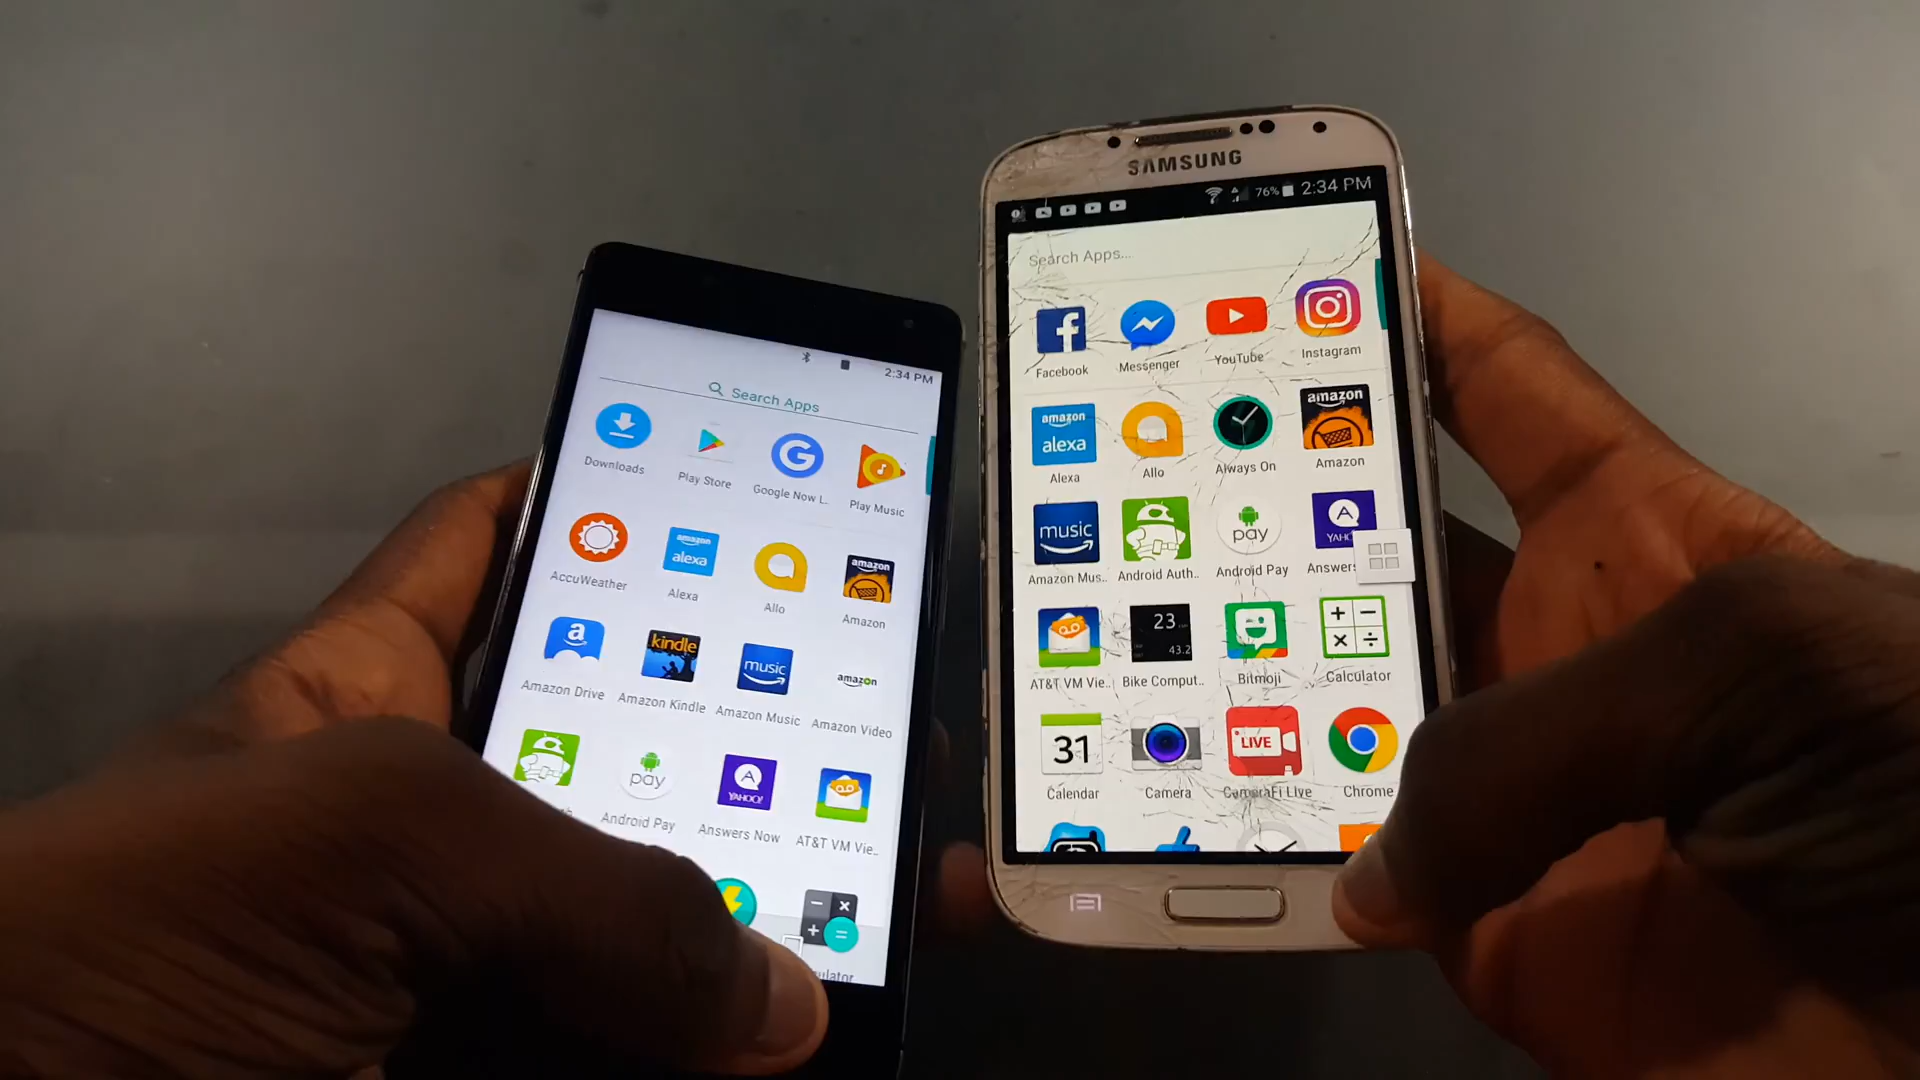 2:34 PM
Search Apps
Downloads
Play Store
Google Now L..
Play Music
amazon
alexa
amazon
AccuWeather
Alexa
Allo
Amazon
a
kindle
music
amazon
Amazon Drive
Amazon Kindle
Amazon Music
Amazon Video
pay
A
YAHOO!
Android Pay
Answers Now
AT&T VM Vie..
SAMSUNG
76% 2:34 PM
Search Apps...
Facebook
Messenger
YouTube
Instagram
amazon
alexa
amazon
Alexa
Allo
Always On
Amazon
music
pay
A
Amazon Mus..
Android Auth..
Android Pay
Answers
23
43.2
AT&T VM Vie..
Bike Comput..
Bitmoji
Calculator
31
LIVE
Calendar
Camera
CameraFi Live
Chrome